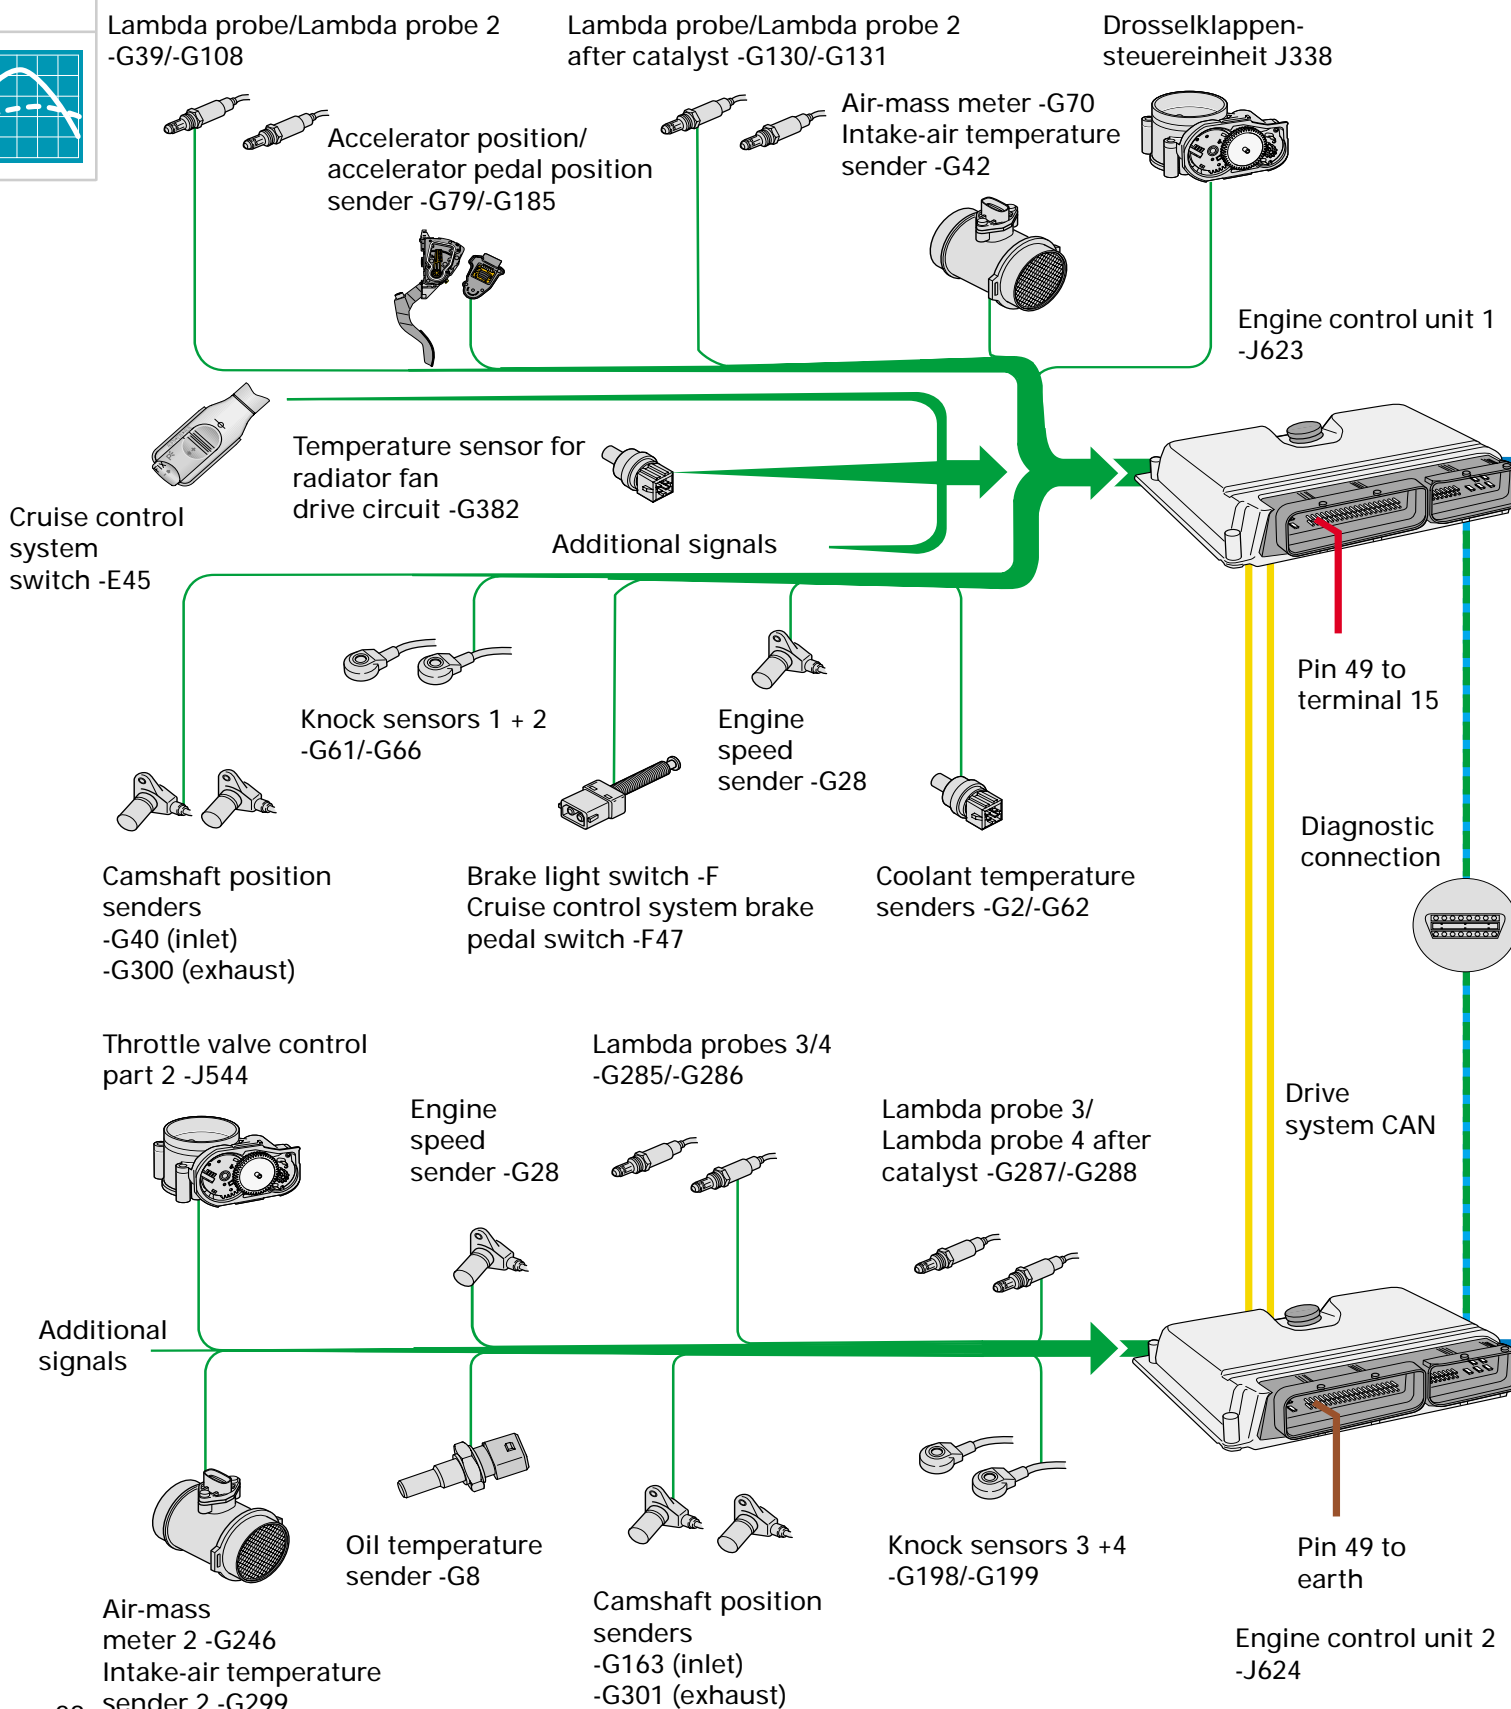 Lambda probe/Lambda probe 2
-G39/-G108
Lambda probe/Lambda probe 2
after catalyst -G130/-G131
Drosselklappen-
steuereinheit J338
Accelerator position/
accelerator pedal position
sender -G79/-G185
Air-mass meter -G70
Intake-air temperature
sender -G42
Engine control unit 1
-J623
Cruise control
system
switch -E45
Temperature sensor for
radiator fan
drive circuit -G382
Additional signals
Knock sensors 1 + 2
-G61/-G66
Engine
speed
sender -G28
Pin 49 to
terminal 15
Camshaft position
senders
-G40 (inlet)
-G300 (exhaust)
Brake light switch -F
Cruise control system brake
pedal switch -F47
Coolant temperature
senders -G2/-G62
Diagnostic
connection
Throttle valve control
part 2 -J544
Engine
speed
sender -G28
Lambda probes 3/4
-G285/-G286
Lambda probe 3/
Lambda probe 4 after
catalyst -G287/-G288
Drive
system CAN
Additional
signals
Air-mass
meter 2 -G246
Intake-air temperature
sender 2 -G299
Oil temperature
sender -G8
Camshaft position
senders
-G163 (inlet)
-G301 (exhaust)
Knock sensors 3 +4
-G198/-G199
Pin 49 to
earth
Engine control unit 2
-J624